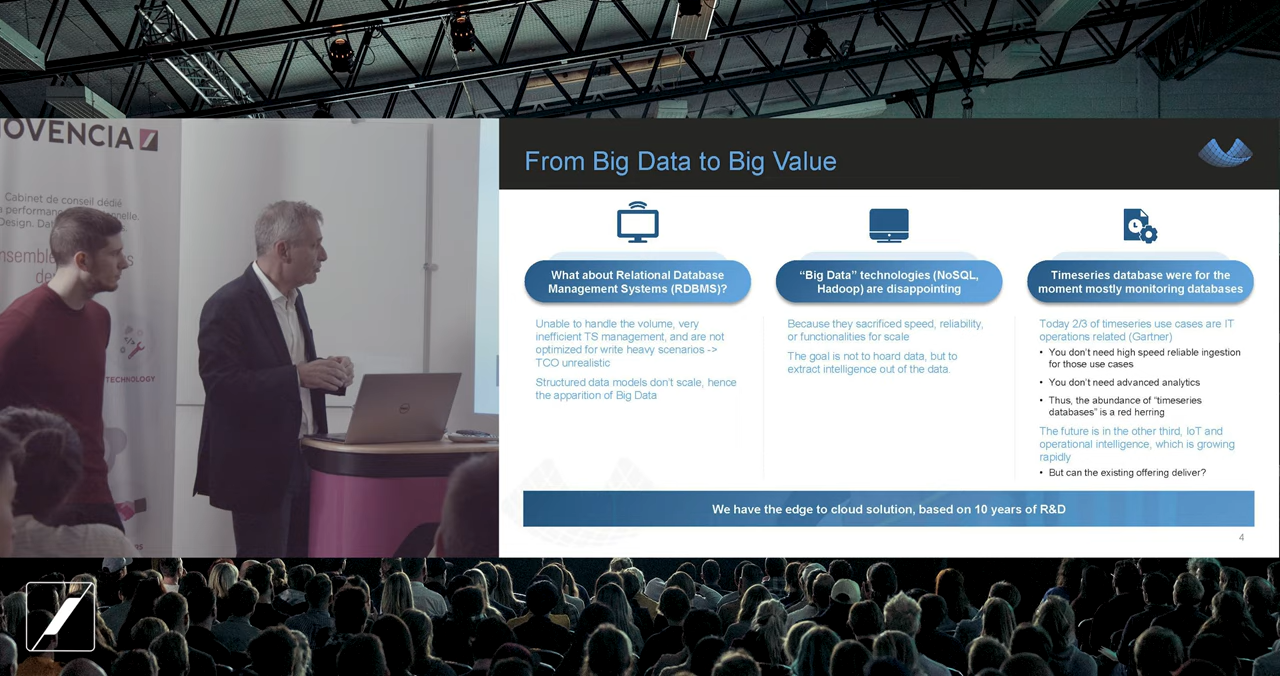 OVENCIA
Cabinet de conseil dédié
performan
nelle.
Design. Dat
TECHNOLOGY
DELL
From Big Data to Big Value
What about Relational Database
Management Systems (RDBMS)?
Unable to handle the volume, very
inefficient TS management, and are not
optimized for write heavy scenarios ->
TCO unrealistic
Structured data models don’t scale, hence
the apparition of Big Data
“Big Data” technologies (NoSQL,
Hadoop) are disappointing
Because they sacrificed speed, reliability,
or functionalities for scale
The goal is not to hoard data, but to
extract intelligence out of the data.
Timeseries database were for the
moment mostly monitoring databases
Today 2/3 of timeseries use cases are IT
operations related (Gartner)
• You don’t need high speed reliable ingestion
for those use cases
• You don’t need advanced analytics
• Thus, the abundance of “timeseries
databases” is a red herring
The future is in the other third, IoT and
operational intelligence, which is growing
rapidly
• But can the existing offering deliver?
We have the edge to cloud solution, based on 10 years of R&D
4